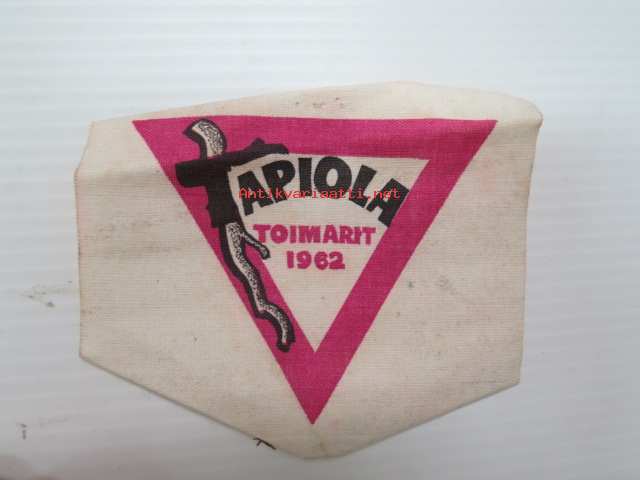 TAPIOLA
Antikvariaatti.net
TOIMARIT
1962